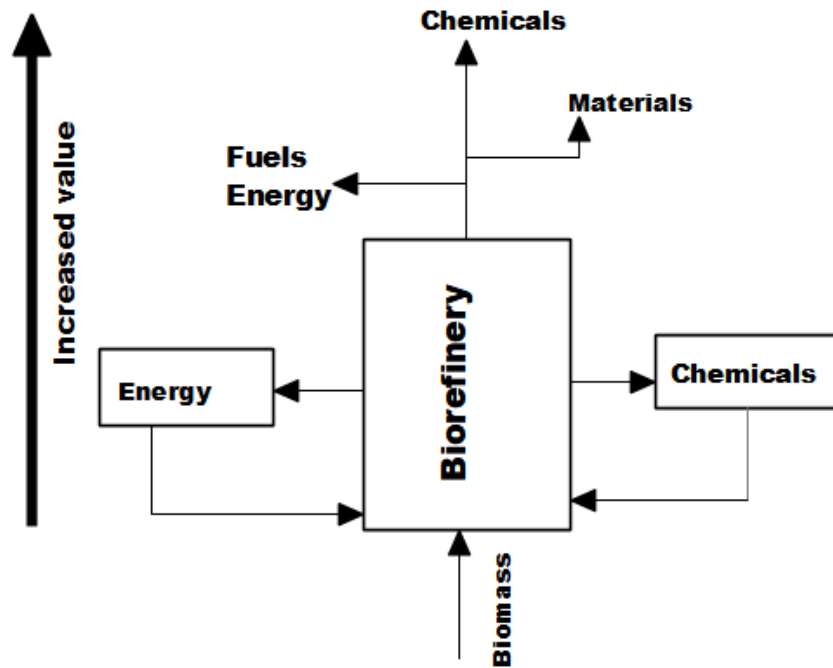 Chemicals
Materials
Fuels
Energy
Increased value
Biorefinery
Energy
Chemicals
Biomass